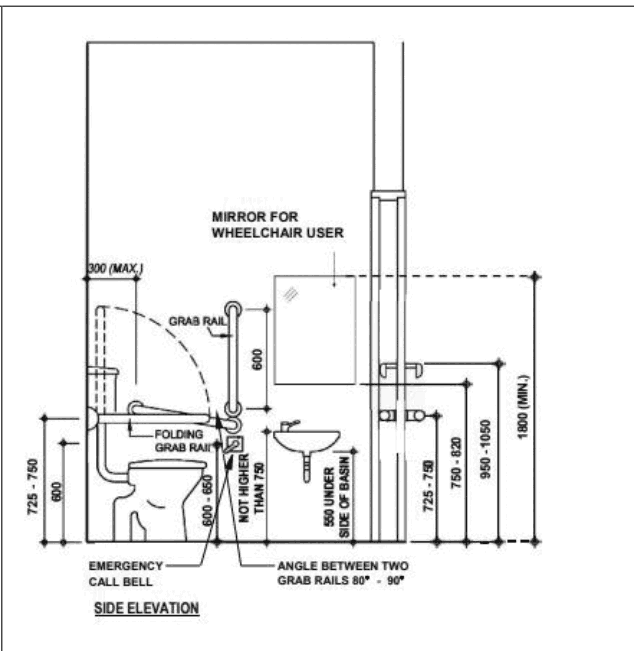 MIRROR FOR
WHEELCHAIR USER
300 (MAX.)
GRAB RAIL
600
1800 (MIN.)
950 -1050
750 - 820
725 - 750
FOLDING
GRAB RAIL
725 - 750
600
600 - 650
NOT HIGHER
THAN 750
550 UNDER
SIDE OF BASIN
EMERGENCY
CALL BELL
ANGLE BETWEEN TWO
GRAB RAILS 80° - 90°
SIDE ELEVATION